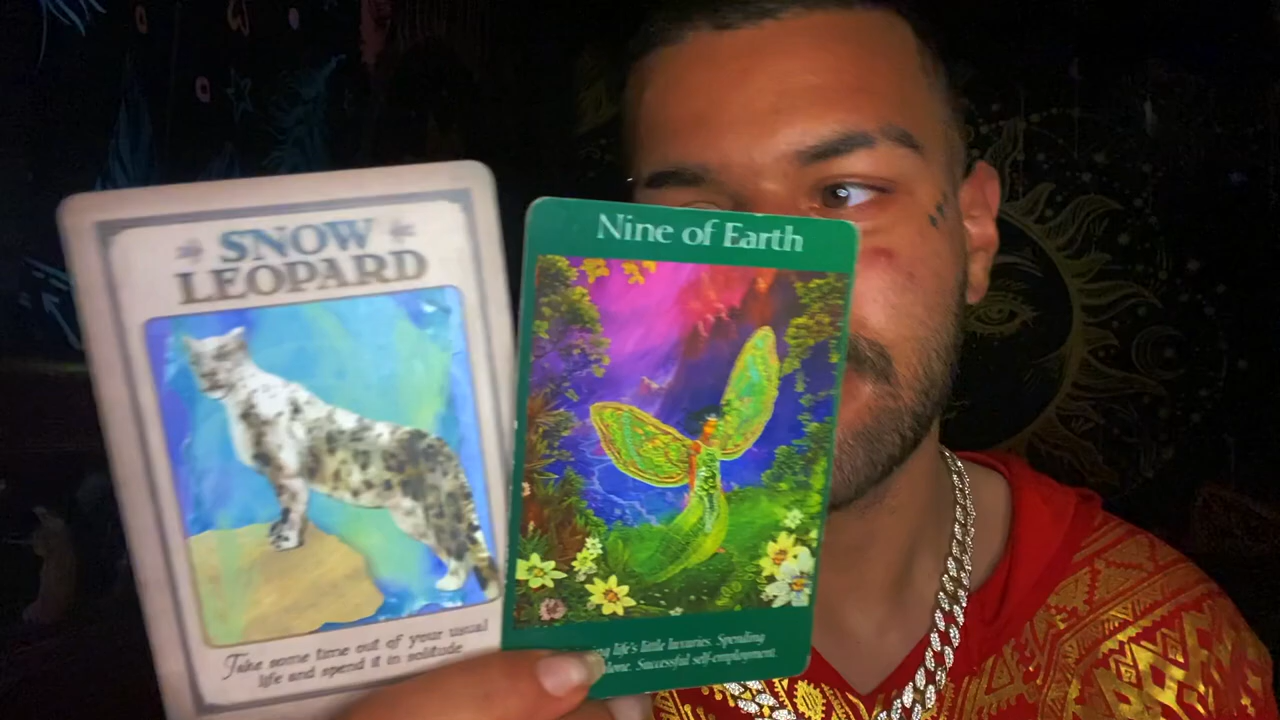 SNOW
LEOPARD
Take some time out of your usual
life and spend it in solitude
Nine of Earth
life's little luxuries. Spending
alone. Successful self-employment.